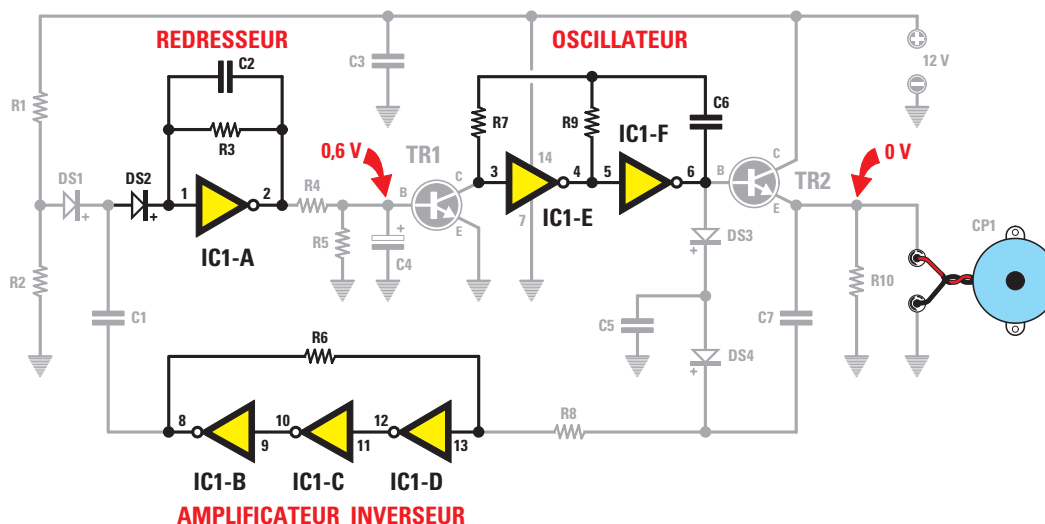 REDRESSEUR
OSCILLATEUR
C2
C3
12 V
R1
R3
R7
R9
C6
IC1-F
0,6 V
TR1
0 V
DS1
DS2
1
2
R4
B
C
E
3
14
4
5
6
B
C
E
TR2
+
+
IC1-A
R5
+
C4
7
IC1-E
DS3
+
CP1
R2
C1
R10
C5
C7
DS4
+
R6
R8
8
9
10
11
12
13
IC1-B
IC1-C
IC1-D
AMPLIFICATEUR INVERSEUR